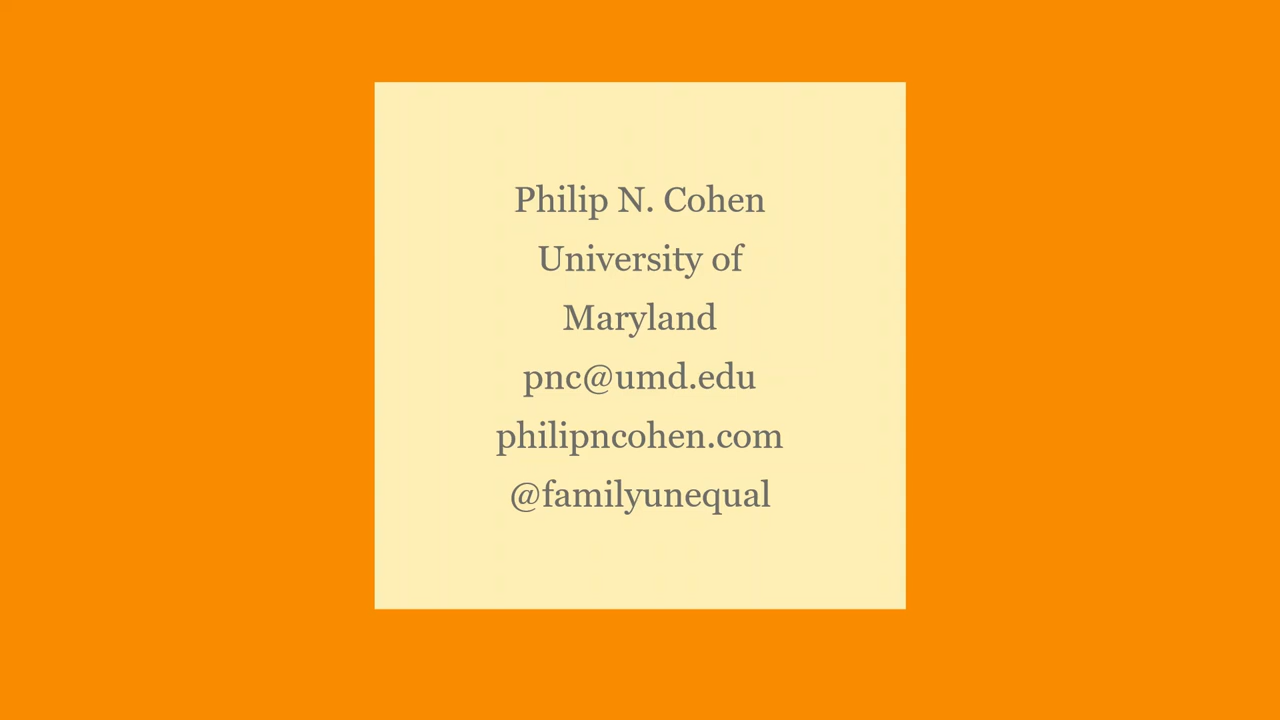 Philip N. Cohen
University of
Maryland
pnc@umd.edu
philipncohen.com
@familyunequal